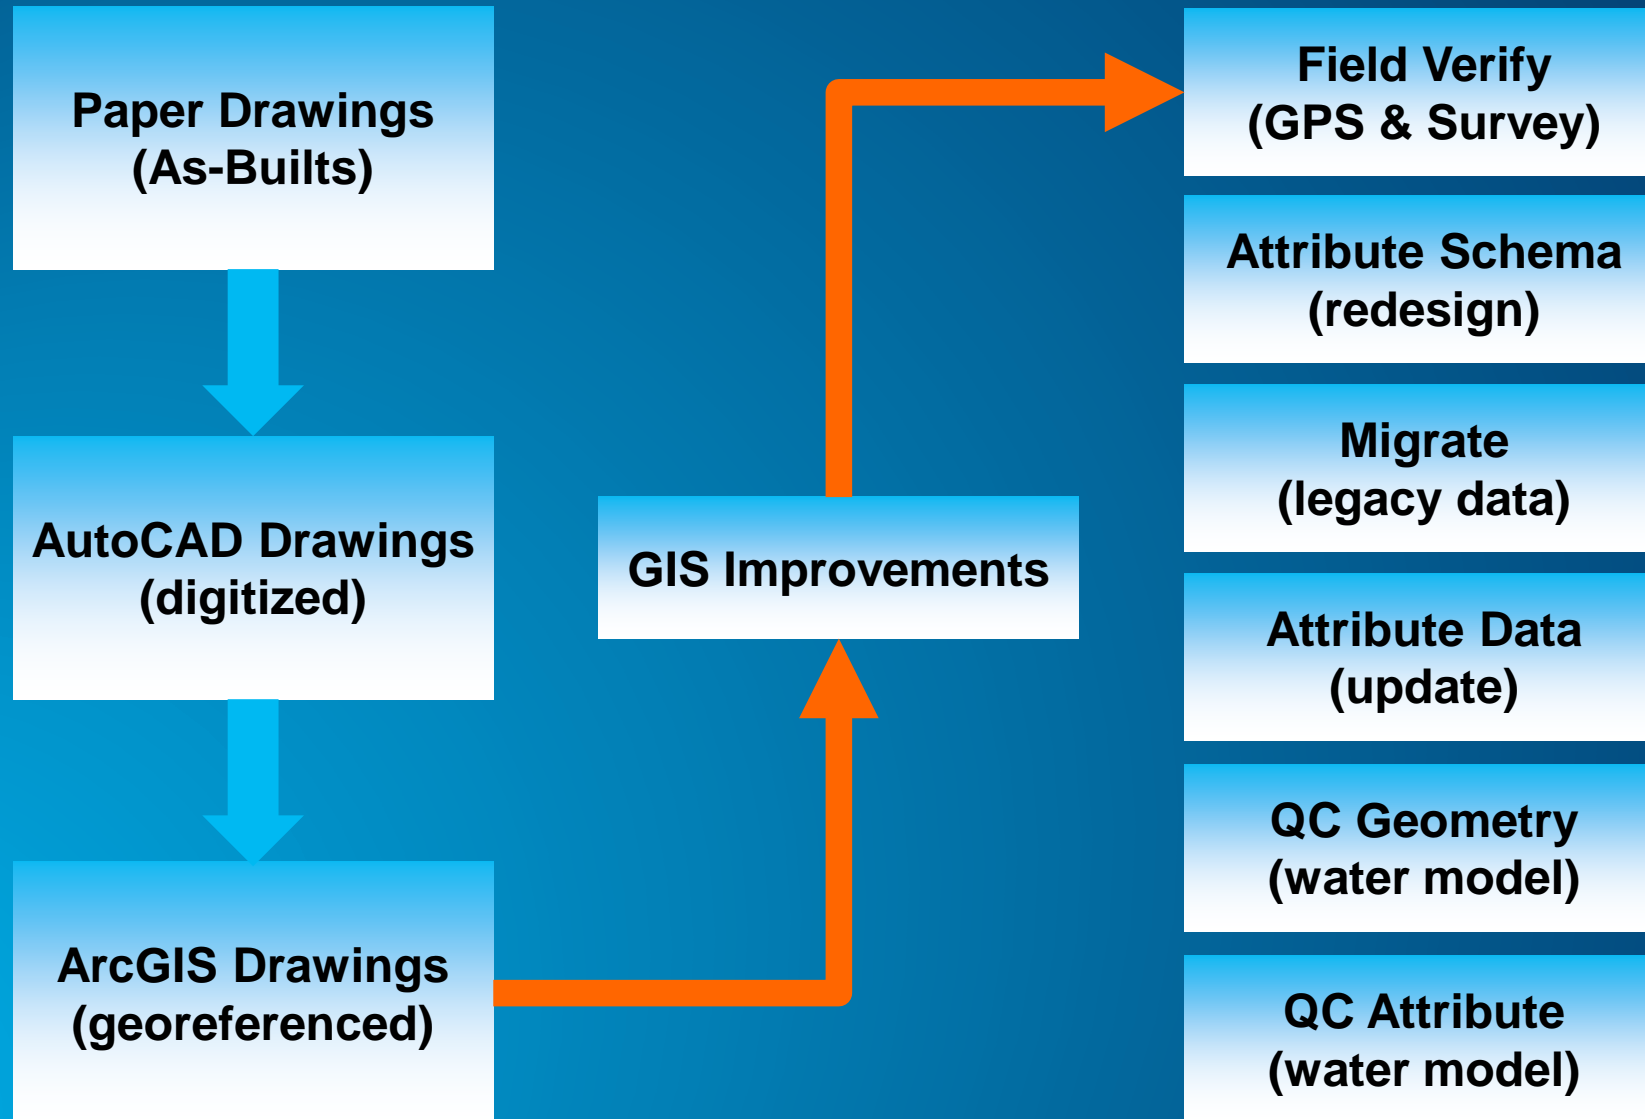 Paper Drawings
(As-Builts)
AutoCAD Drawings
(digitized)
ArcGIS Drawings
(georeferenced)
GIS Improvements
Field Verify
(GPS & Survey)
Attribute Schema
(redesign)
Migrate
(legacy data)
Attribute Data
(update)
QC Geometry
(water model)
QC Attribute
(water model)